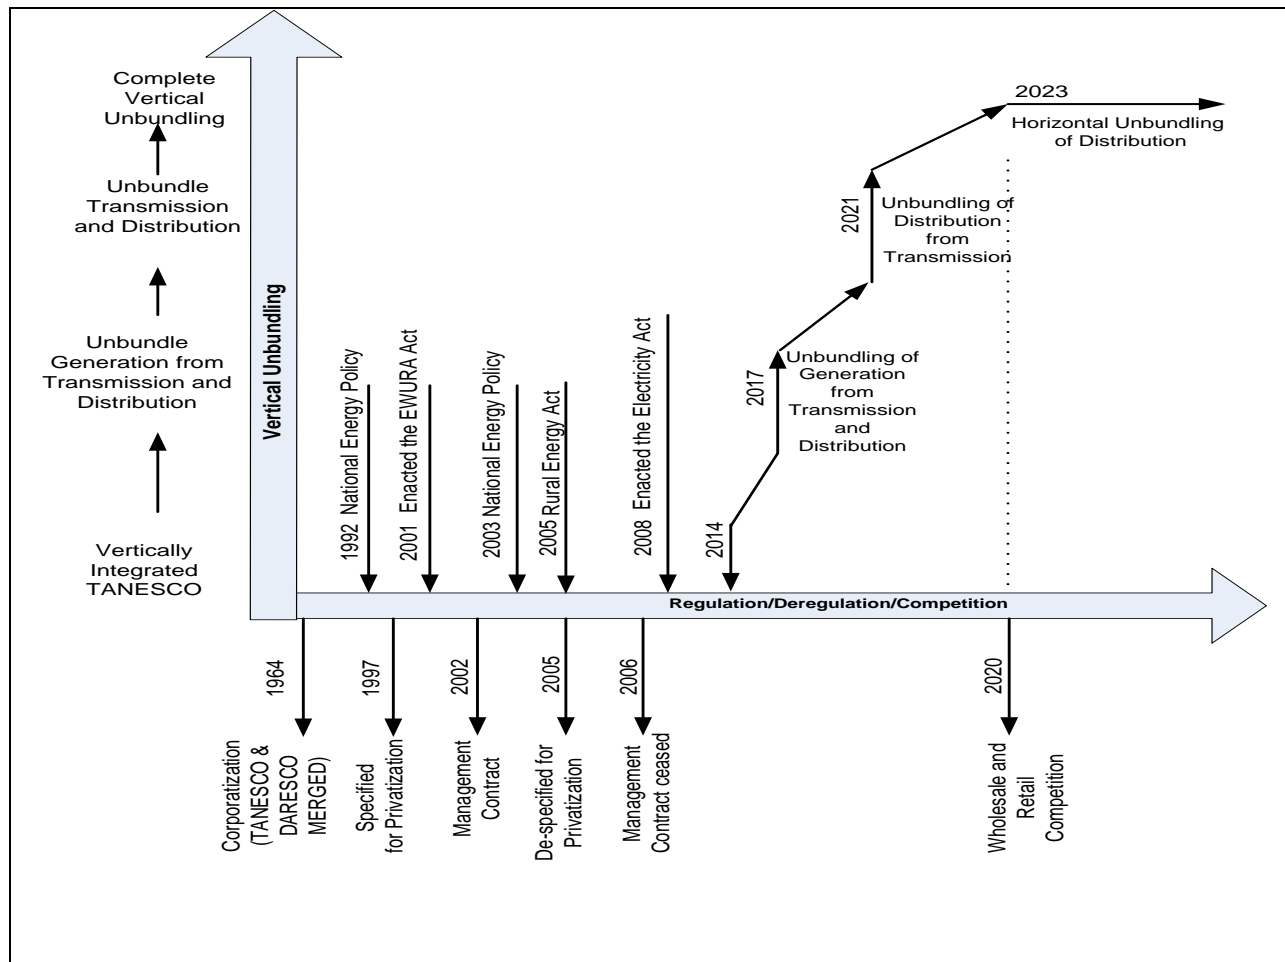 Complete
Vertical
Unbundling
Unbundle
Transmission
and Distribution
Unbundle
Generation from
Transmission and
Distribution
Vertically
Integrated
TANESCO
Vertical Unbundling
1992 National Energy Policy
2001 Enacted the EWURA Act
2003 National Energy Policy
2005 Rural Energy Act
2008 Enacted the Electricity Act
2014
2017
Unbundling of
Generation
from
Transmission
and
Distribution
2021
Unbundling of
Distribution
from
Transmission
2023
Horizontal Unbundling
of Distribution
Regulation/Deregulation/Competition
1964
Corporatization
(TANESCO &
DARESCO
MERGED)
1997
Specified
for Privatization
2002
Management
Contract
2005
De-specified for
Privatization
2006
Management
Contract ceased
2020
Wholesale and
Retail
Competition